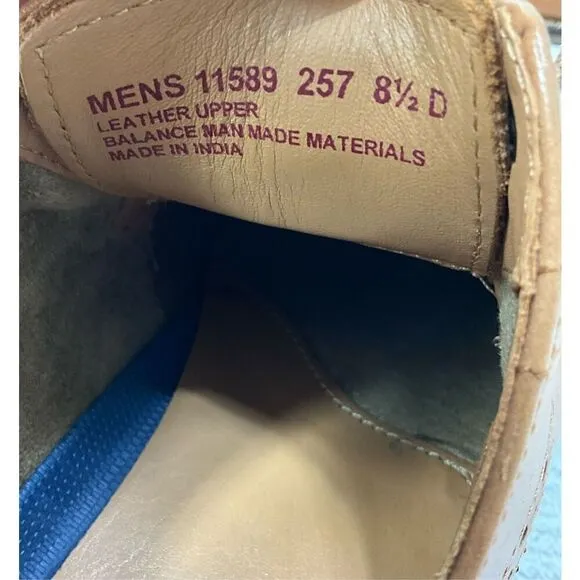 MENS 11589 257 8½ D
LEATHER UPPER
BALANCE MAN MADE MATERIALS
MADE IN INDIA